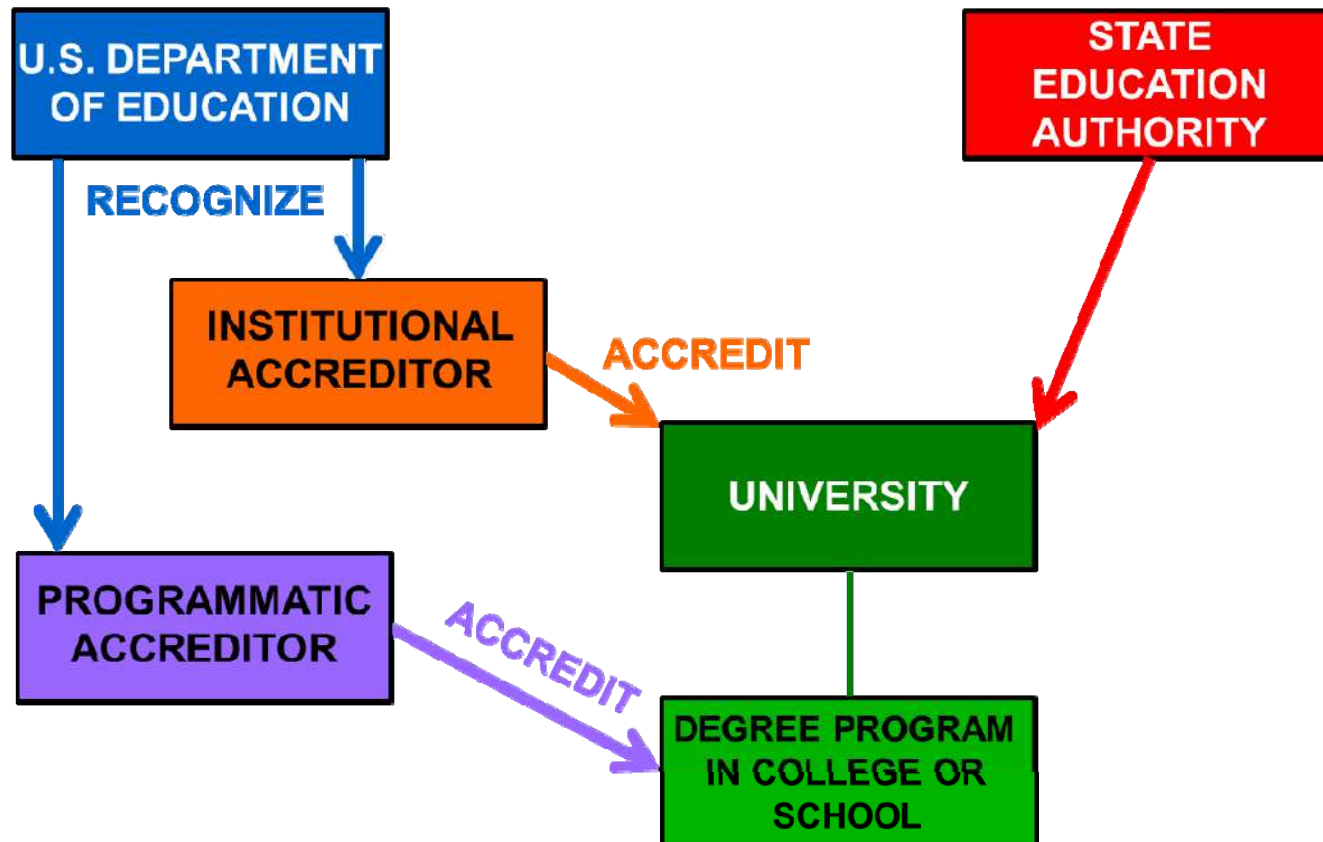 U.S. DEPARTMENT
OF EDUCATION
STATE
EDUCATION
AUTHORITY
RECOGNIZE
INSTITUTIONAL
ACCREDITOR
ACCREDIT
UNIVERSITY
PROGRAMMATIC
ACCREDITOR
ACCREDIT
DEGREE PROGRAM
IN COLLEGE OR
SCHOOL